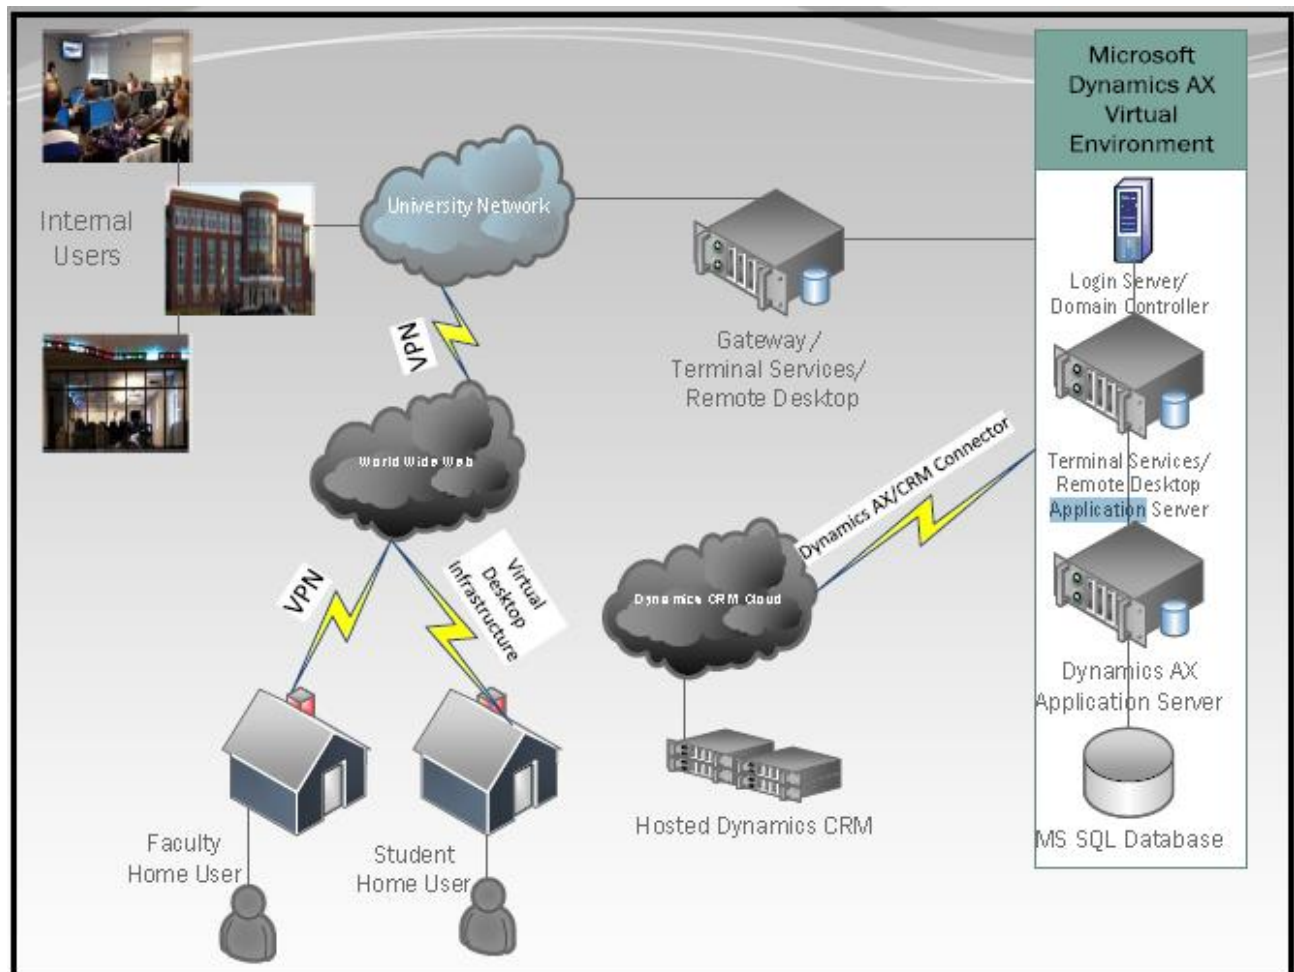 Microsoft
Dynamics AX
Virtual
Environment
Internal
Users
University Network
Login Server/
Domain Controller
VPN
Gateway/
Terminal Services/
Remote Desktop
World Wide Web
Dynamics AX/CRM Connector
Terminal Services/
Remote Desktop
Application Server
VPN
Virtual
Desktop
Infrastructure
Dynamics CRM Cloud
Dynamics AX
Application Server
Hosted Dynamics CRM
MS SQL Database
Faculty
Home User
Student
Home User